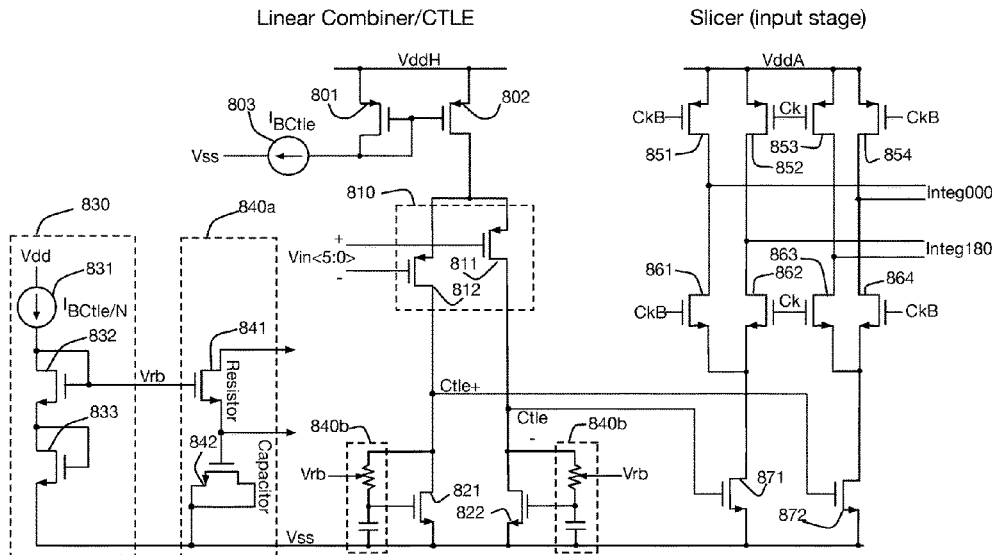 Linear Combiner/CTLE
Slicer (input stage)
VddH
VddA
801
802
803
IBCtle
Vss
CkB
Ck
CkB
851
852
853
854
810
Integ000
830
840a
Vin<5:0>
+
-
811
812
Integ180
Vdd
831
IBCtle/N
832
841
861
862
863
864
CkB
Ck
CkB
Vrb
Resistor
Ctle+
833
Ctle
-
842
Capacitor
840b
840b
Vrb
Vrb
821
822
871
872
Vss